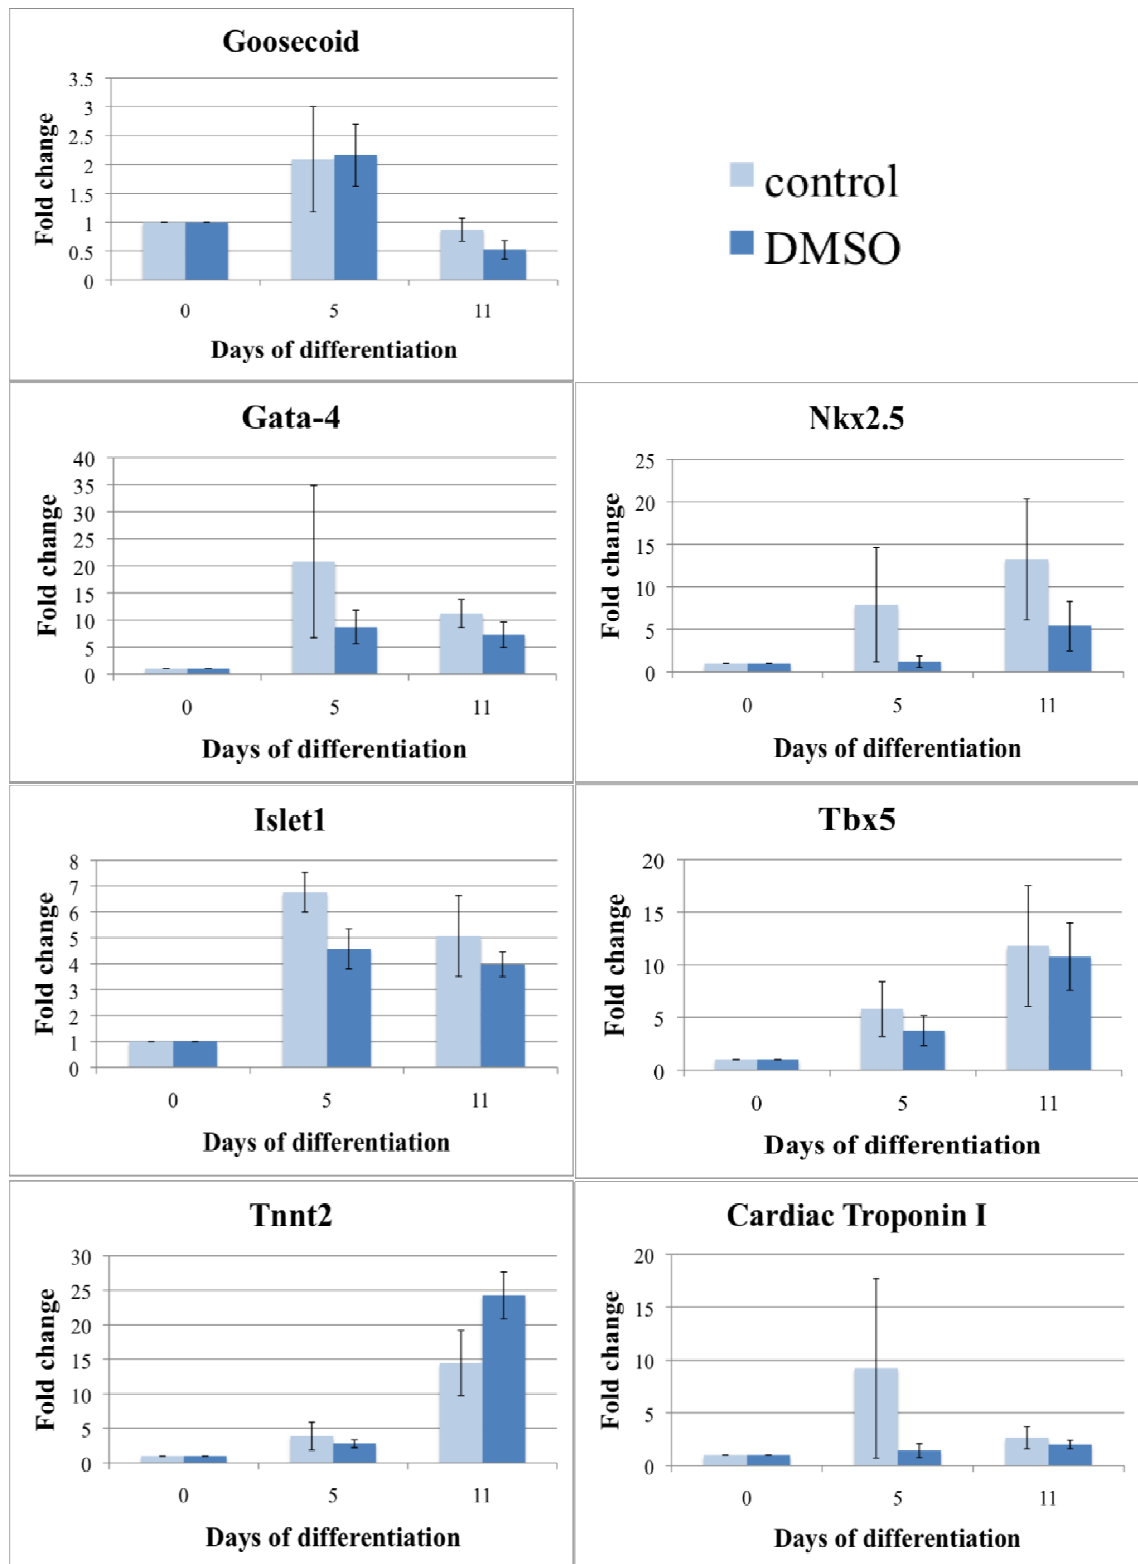 Goosecoid
Fold change
3.5
3
2.5
2
1.5
1
0.5
0
0 5 11
Days of differentiation
control
DMSO
Gata-4
Fold change
40
35
30
25
20
15
10
5
0
0 5 11
Days of differentiation
Nkx2.5
Fold change
25
20
15
10
5
0
0 5 11
Days of differentiation
Islet1
Fold change
8
7
6
5
4
3
2
1
0
0 5 11
Days of differentiation
Tbx5
Fold change
20
15
10
5
0
0 5 11
Days of differentiation
Tnnt2
Fold change
30
25
20
15
10
5
0
0 5 11
Days of differentiation
Cardiac Troponin I
Fold change
20
15
10
5
0
0 5 11
Days of differentiation